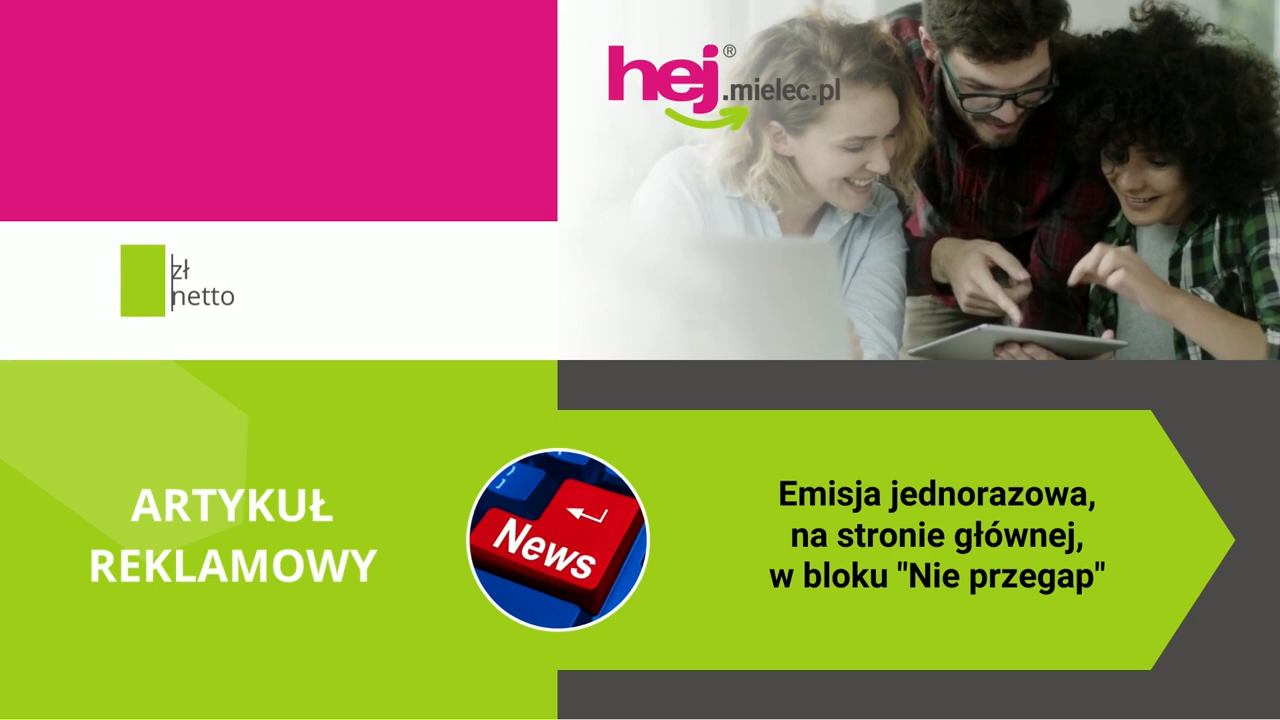 hej®.mielec.pl
zł
netto
ARTYKUŁ
REKLAMOWY
News
Emisja jednorazowa,
na stronie głównej,
w bloku "Nie przegap"